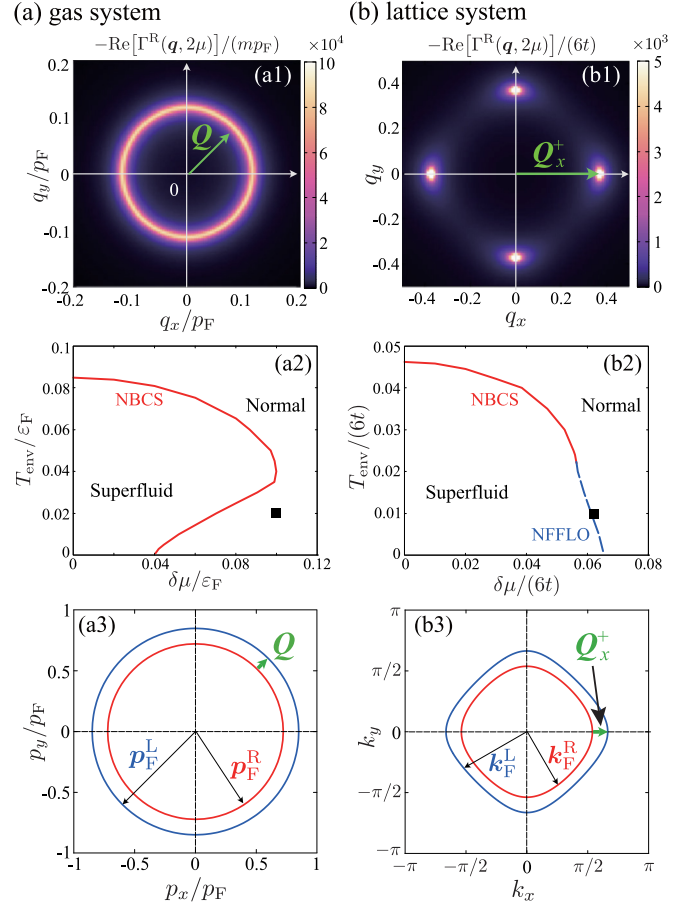 (a) gas system
(b) lattice system
−Re[Γ^R(q, 2μ)]/(mp_F)
×10^4
−Re[Γ^R(q, 2μ)]/(6t)
×10^3
(a1)
Q
0
q_y/p_F
0.2
0.1
0
-0.1
-0.2
-0.2 -0.1 0 0.1 0.2
q_x/p_F
10
8
6
4
2
0
(b1)
Q_x^+
q_y
0.4
0.2
0
-0.2
-0.4
-0.4 -0.2 0 0.2 0.4
q_x
5
4
3
2
1
0
(a2)
NBCS
Normal
Superfluid
T_env/ε_F
0.1
0.08
0.06
0.04
0.02
0
0 0.04 0.08 0.12
δμ/ε_F
(b2)
NBCS
Normal
Superfluid
NFFLO
T_env/(6t)
0.05
0.04
0.03
0.02
0.01
0
0 0.02 0.04 0.06 0.08
δμ/(6t)
(a3)
Q
p_F^L
p_F^R
p_y/p_F
1
0.5
0
-0.5
-1
-1 -0.5 0 0.5 1
p_x/p_F
(b3)
Q_x^+
k_F^L
k_F^R
k_y
π
π/2
0
−π/2
−π
−π −π/2 0 π/2 π
k_x